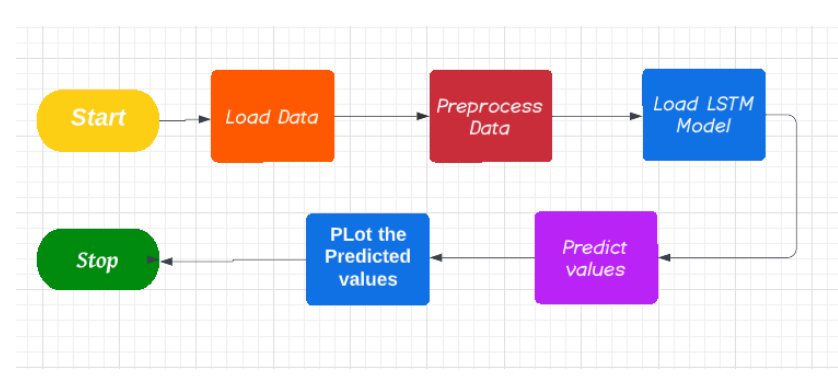 Start
Load Data
Preprocess
Data
Load LSTM
Model
Predict
values
PLot the
Predicted
values
Stop